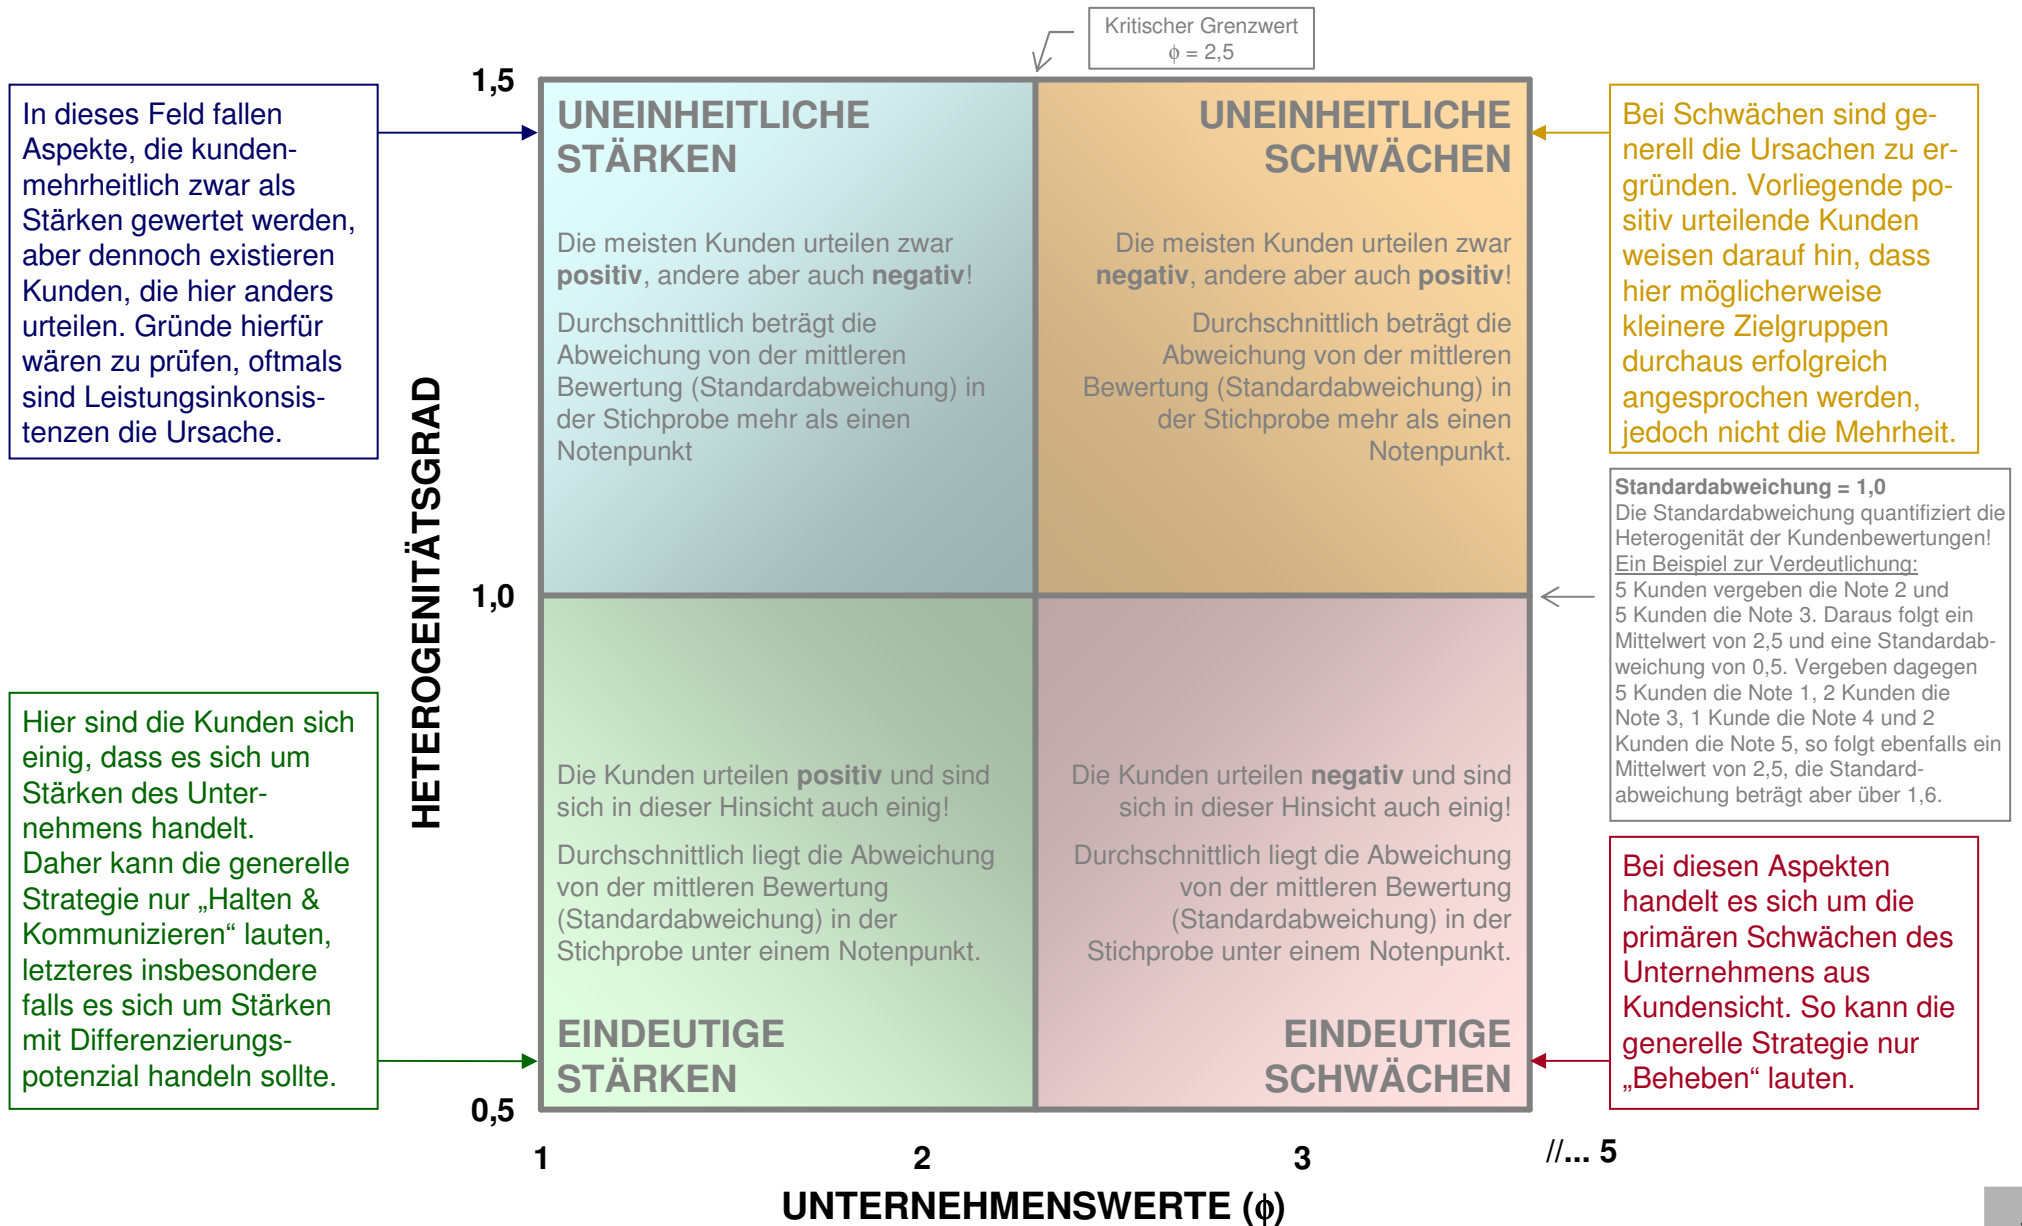 Kritischer Grenzwert
ϕ = 2,5
In dieses Feld fallen
Aspekte, die kunden-
mehrheitlich zwar als
Stärken gewertet werden,
aber dennoch existieren
Kunden, die hier anders
urteilen. Gründe hierfür
wären zu prüfen, oftmals
sind Leistungsinkonsis-
tenzen die Ursache.
Hier sind die Kunden sich
einig, dass es sich um
Stärken des Unter-
nehmens handelt.
Daher kann die generelle
Strategie nur „Halten &
Kommunizieren“ lauten,
letzteres insbesondere
falls es sich um Stärken
mit Differenzierungs-
potenzial handeln sollte.
HETEROGENITÄTSGRAD
1,5
1,0
0,5
UNEINHEITLICHE
STÄRKEN
Die meisten Kunden urteilen zwar
positiv, andere aber auch negativ!
Durchschnittlich beträgt die
Abweichung von der mittleren
Bewertung (Standardabweichung) in
der Stichprobe mehr als einen
Notenpunkt
UNEINHEITLICHE
SCHWÄCHEN
Die meisten Kunden urteilen zwar
negativ, andere aber auch positiv!
Durchschnittlich beträgt die
Abweichung von der mittleren
Bewertung (Standardabweichung) in
der Stichprobe mehr als einen
Notenpunkt.
Die Kunden urteilen positiv und sind
sich in dieser Hinsicht auch einig!
Durchschnittlich liegt die Abweichung
von der mittleren Bewertung
(Standardabweichung) in der
Stichprobe unter einem Notenpunkt.
EINDEUTIGE
STÄRKEN
Die Kunden urteilen negativ und sind
sich in dieser Hinsicht auch einig!
Durchschnittlich liegt die Abweichung
von der mittleren Bewertung
(Standardabweichung) in der
Stichprobe unter einem Notenpunkt.
EINDEUTIGE
SCHWÄCHEN
Bei Schwächen sind ge-
nerell die Ursachen zu er-
gründen. Vorliegende po-
sitiv urteilende Kunden
weisen darauf hin, dass
hier möglicherweise
kleinere Zielgruppen
durchaus erfolgreich
angesprochen werden,
jedoch nicht die Mehrheit.
Standardabweichung = 1,0
Die Standardabweichung quantifiziert die
Heterogenität der Kundenbewertungen!
Ein Beispiel zur Verdeutlichung:
5 Kunden vergeben die Note 2 und
5 Kunden die Note 3. Daraus folgt ein
Mittelwert von 2,5 und eine Standardab-
weichung von 0,5. Vergeben dagegen
5 Kunden die Note 1, 2 Kunden die
Note 3, 1 Kunde die Note 4 und 2
Kunden die Note 5, so folgt ebenfalls ein
Mittelwert von 2,5, die Standard-
abweichung beträgt aber über 1,6.
Bei diesen Aspekten
handelt es sich um die
primären Schwächen des
Unternehmens aus
Kundensicht. So kann die
generelle Strategie nur
„Beheben“ lauten.
1 2 3 //... 5
UNTERNEHMENSWERTE (ϕ)